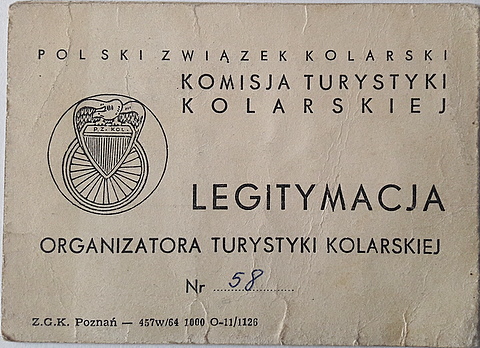 POLSKI ZWIĄZEK KOLARSKI
KOMISJA TURYSTYKI
KOLARSKIEJ
P.Z. KOL.
LEGITYMACJA
ORGANIZATORA TURYSTYKI KOLARSKIEJ
Nr 58
Z.G.K. Poznań — 457w/64 1000 O-11/1126